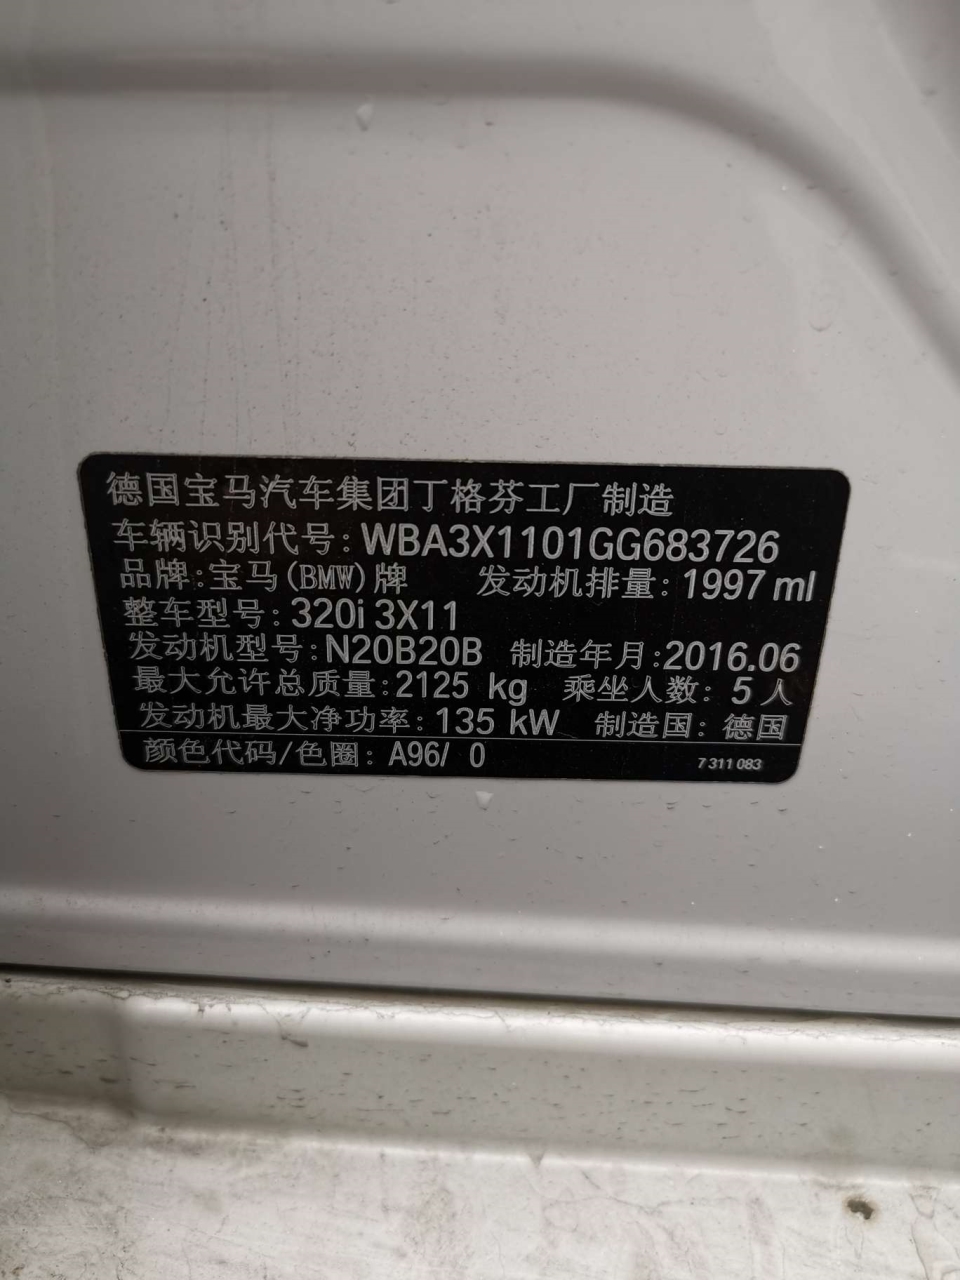 德国宝马汽车集团丁格芬工厂制造
车辆识别代号: WBA3X1101GG683726
品牌: 宝马(BMW)牌 发动机排量: 1997 ml
整车型号: 320i 3X11
发动机型号: N20B20B 制造年月: 2016.06
最大允许总质量: 2125 kg 乘坐人数: 5 人
发动机最大净功率: 135 kW 制造国: 德国
颜色代码/色圈: A96/ 0 7 311 083